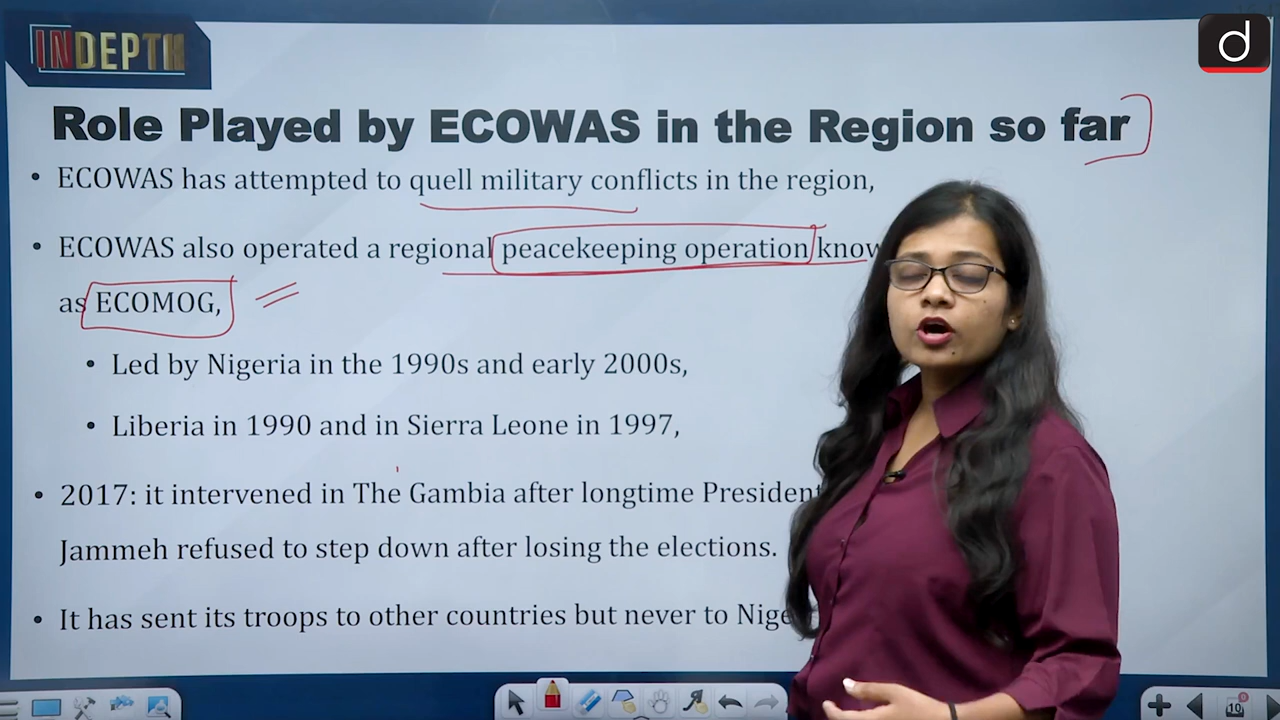 INDEPTH
d
Role Played by ECOWAS in the Region so far
• ECOWAS has attempted to quell military conflicts in the region,
• ECOWAS also operated a regional peacekeeping operation know
as ECOMOG,
• Led by Nigeria in the 1990s and early 2000s,
• Liberia in 1990 and in Sierra Leone in 1997,
• 2017: it intervened in The Gambia after longtime President
Jammeh refused to step down after losing the elections.
• It has sent its troops to other countries but never to Nige
10